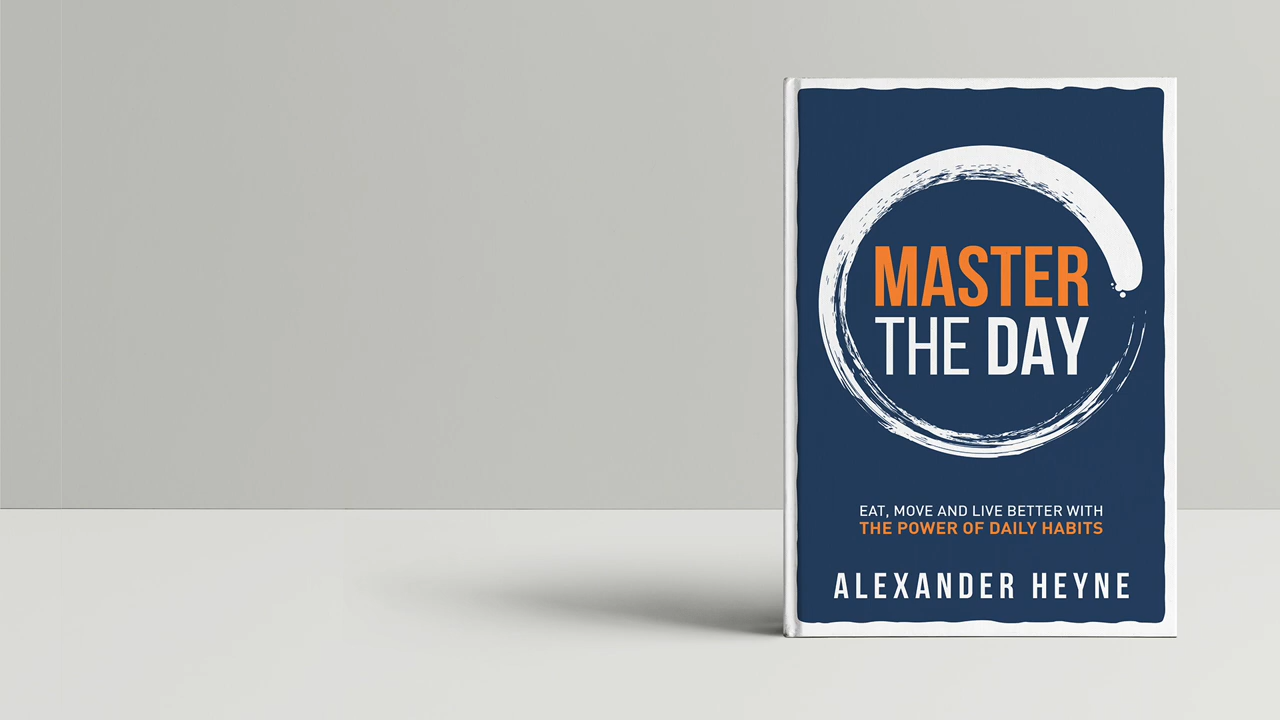 MASTER
THE DAY
EAT, MOVE AND LIVE BETTER WITH
THE POWER OF DAILY HABITS
ALEXANDER HEYNE